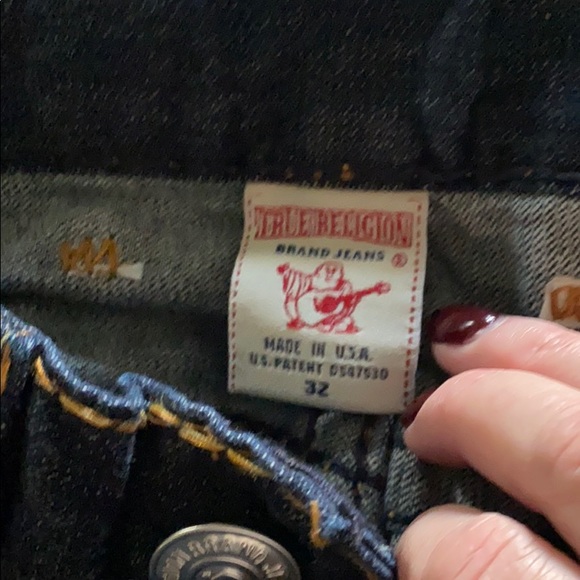 TRUE RELIGION
BRAND JEANS ®
MADE IN U.S.A.
U.S. PATENT D547530
32